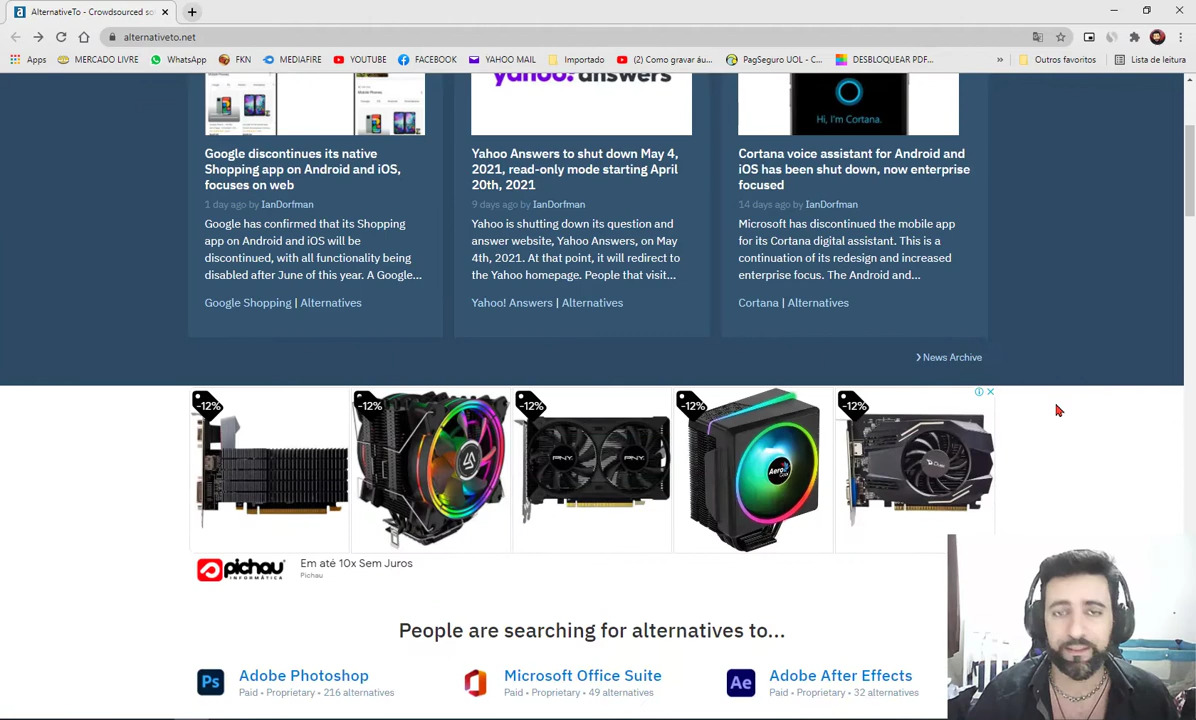 AlternativeTo - Crowdsourced so
alternativeto.net
Apps MERCADO LIVRE WhatsApp FKN MEDIAFIRE YOUTUBE FACEBOOK YAHOO MAIL Importado (2) Como gravar áu... PagSeguro UOL - C... DESBLOQUEAR PDF... » Outros favoritos Lista de leitura
yahoo! answers
Hi, I'm Cortana.
Google discontinues its native
Shopping app on Android and iOS,
focuses on web
1 day ago by IanDorfman
Google has confirmed that its Shopping
app on Android and iOS will be
discontinued, with all functionality being
disabled after June of this year. A Google...
Google Shopping | Alternatives
Yahoo Answers to shut down May 4,
2021, read-only mode starting April
20th, 2021
9 days ago by IanDorfman
Yahoo is shutting down its question and
answer website, Yahoo Answers, on May
4th, 2021. At that point, it will redirect to
the Yahoo homepage. People that visit...
Yahoo! Answers | Alternatives
Cortana voice assistant for Android and
iOS has been shut down, now enterprise
focused
14 days ago by IanDorfman
Microsoft has discontinued the mobile app
for its Cortana digital assistant. This is a
continuation of its redesign and increased
enterprise focus. The Android and...
Cortana | Alternatives
News Archive
-12% -12% -12% -12% -12%
PNY PNY Aero
pichau
INFORMÁTICA
Em até 10x Sem Juros
Pichau
People are searching for alternatives to...
Ps Adobe Photoshop
Paid • Proprietary • 216 alternatives
Microsoft Office Suite
Paid • Proprietary • 49 alternatives
Ae Adobe After Effects
Paid • Proprietary • 32 alternatives